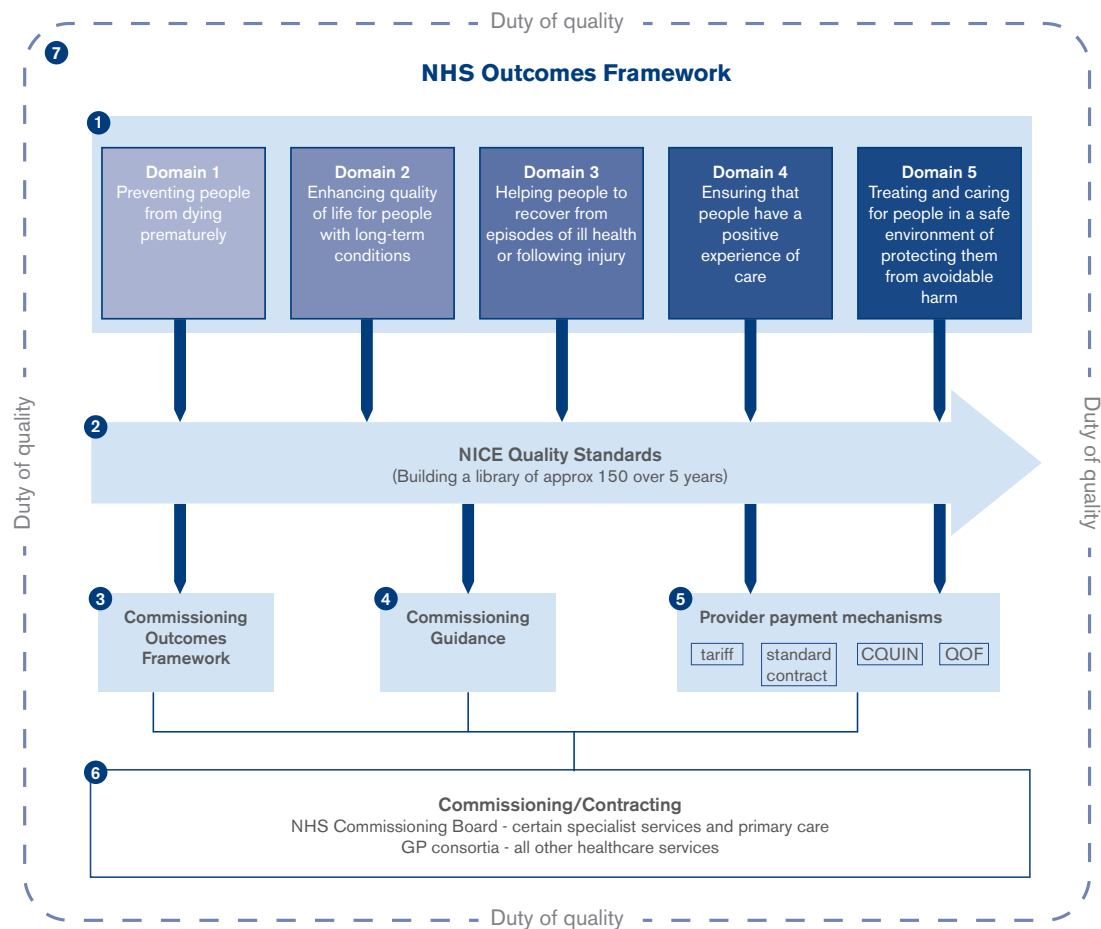 Duty of quality
7
NHS Outcomes Framework
1
Domain 1
Preventing people
from dying
prematurely
Domain 2
Enhancing quality
of life for people
with long-term
conditions
Domain 3
Helping people to
recover from
episodes of ill health
or following injury
Domain 4
Ensuring that
people have a
positive
experience of
care
Domain 5
Treating and caring
for people in a safe
environment of
protecting them
from avoidable
harm
Duty of quality
Duty of quality
2
NICE Quality Standards
(Building a library of approx 150 over 5 years)
3
Commissioning
Outcomes
Framework
4
Commissioning
Guidance
5
Provider payment mechanisms
tariff
standard
contract
CQUIN
QOF
6
Commissioning/Contracting
NHS Commissioning Board - certain specialist services and primary care
GP consortia - all other healthcare services
Duty of quality